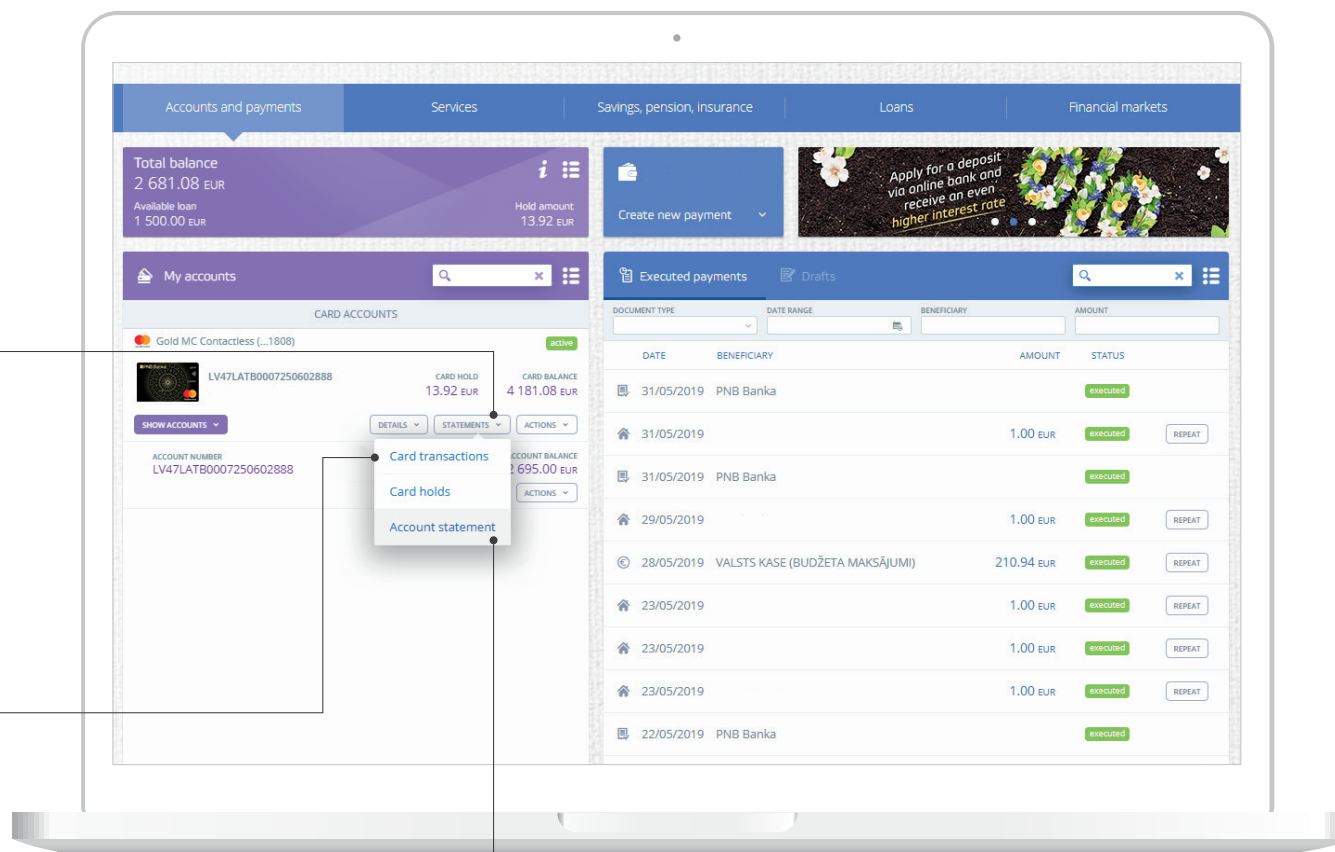 Accounts and payments
Services
Savings, pension, insurance
Loans
Financial markets
Total balance
2 681.08 EUR
Available loan
1 500.00 EUR
i
Hold amount
13.92 EUR
Create new payment
Apply for a deposit
via online bank and
receive an even
higher interest rate
My accounts
CARD ACCOUNTS
Gold MC Contactless (...1808)
active
LV47LATB0007250602888
CARD HOLD
13.92 EUR
CARD BALANCE
4 181.08 EUR
SHOW ACCOUNTS
DETAILS
STATEMENTS
ACTIONS
ACCOUNT NUMBER
LV47LATB0007250602888
Card transactions
Card holds
Account statement
CCOUNT BALANCE
2 695.00 EUR
ACTIONS
Executed payments
Drafts
DOCUMENT TYPE
DATE RANGE
BENEFICIARY
AMOUNT
DATE BENEFICIARY AMOUNT STATUS
31/05/2019 PNB Banka executed
31/05/2019 1.00 EUR executed REPEAT
31/05/2019 PNB Banka executed
29/05/2019 1.00 EUR executed REPEAT
28/05/2019 VALSTS KASE (BUDŽETA MAKSĀJUMI) 210.94 EUR executed REPEAT
23/05/2019 1.00 EUR executed REPEAT
23/05/2019 1.00 EUR executed REPEAT
23/05/2019 1.00 EUR executed REPEAT
22/05/2019 PNB Banka executed